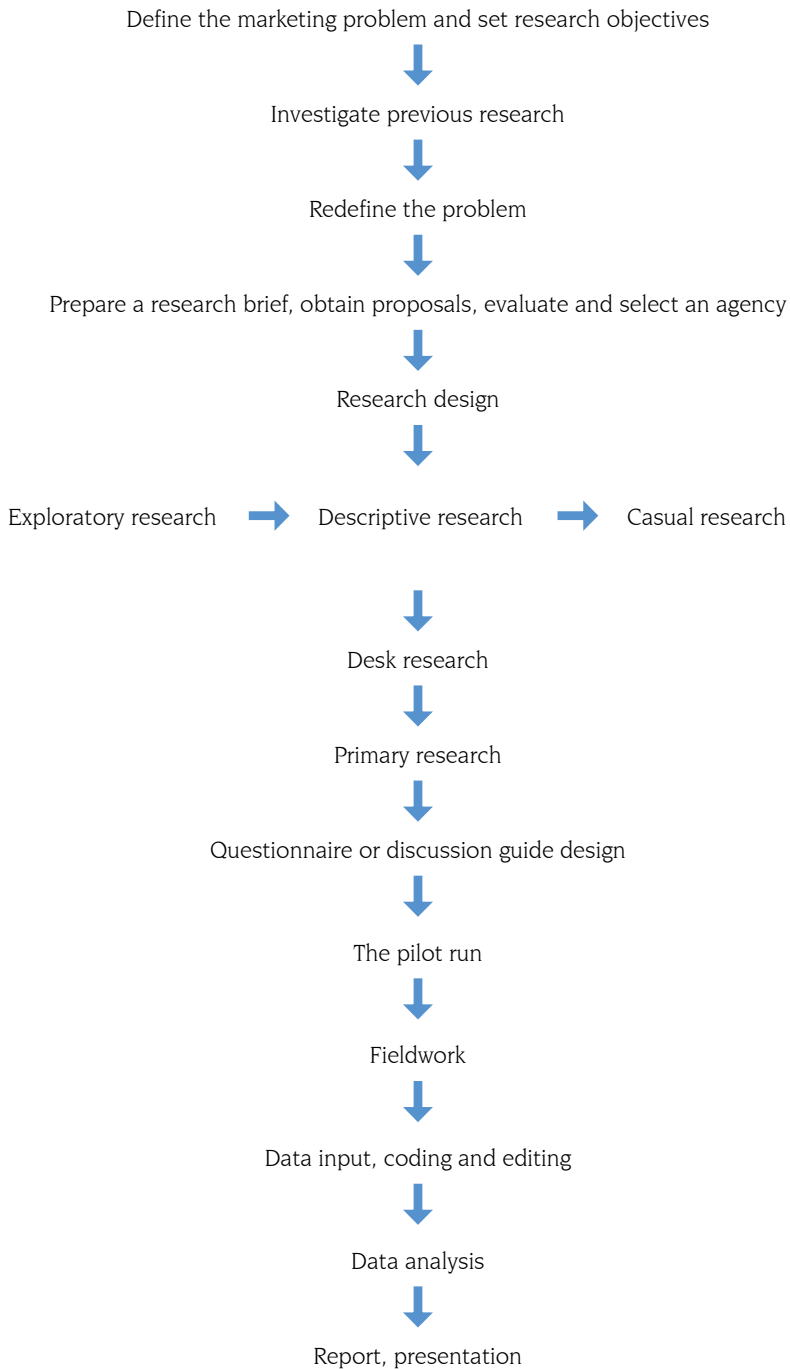 Define the marketing problem and set research objectives
Investigate previous research
Redefine the problem
Prepare a research brief, obtain proposals, evaluate and select an agency
Research design
Exploratory research
Descriptive research
Casual research
Desk research
Primary research
Questionnaire or discussion guide design
The pilot run
Fieldwork
Data input, coding and editing
Data analysis
Report, presentation